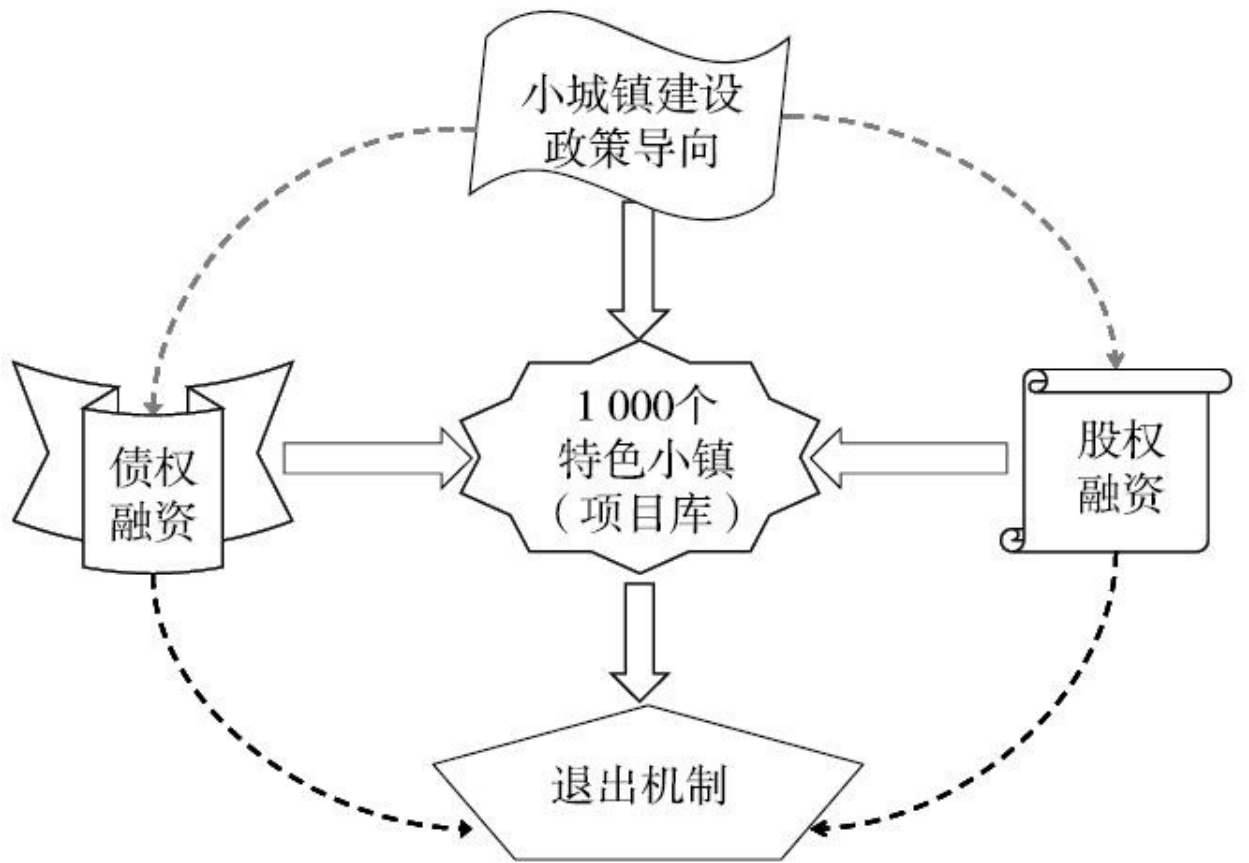 小城镇建设
政策导向
债权
融资
1 000个
特色小镇
（项目库）
股权
融资
退出机制